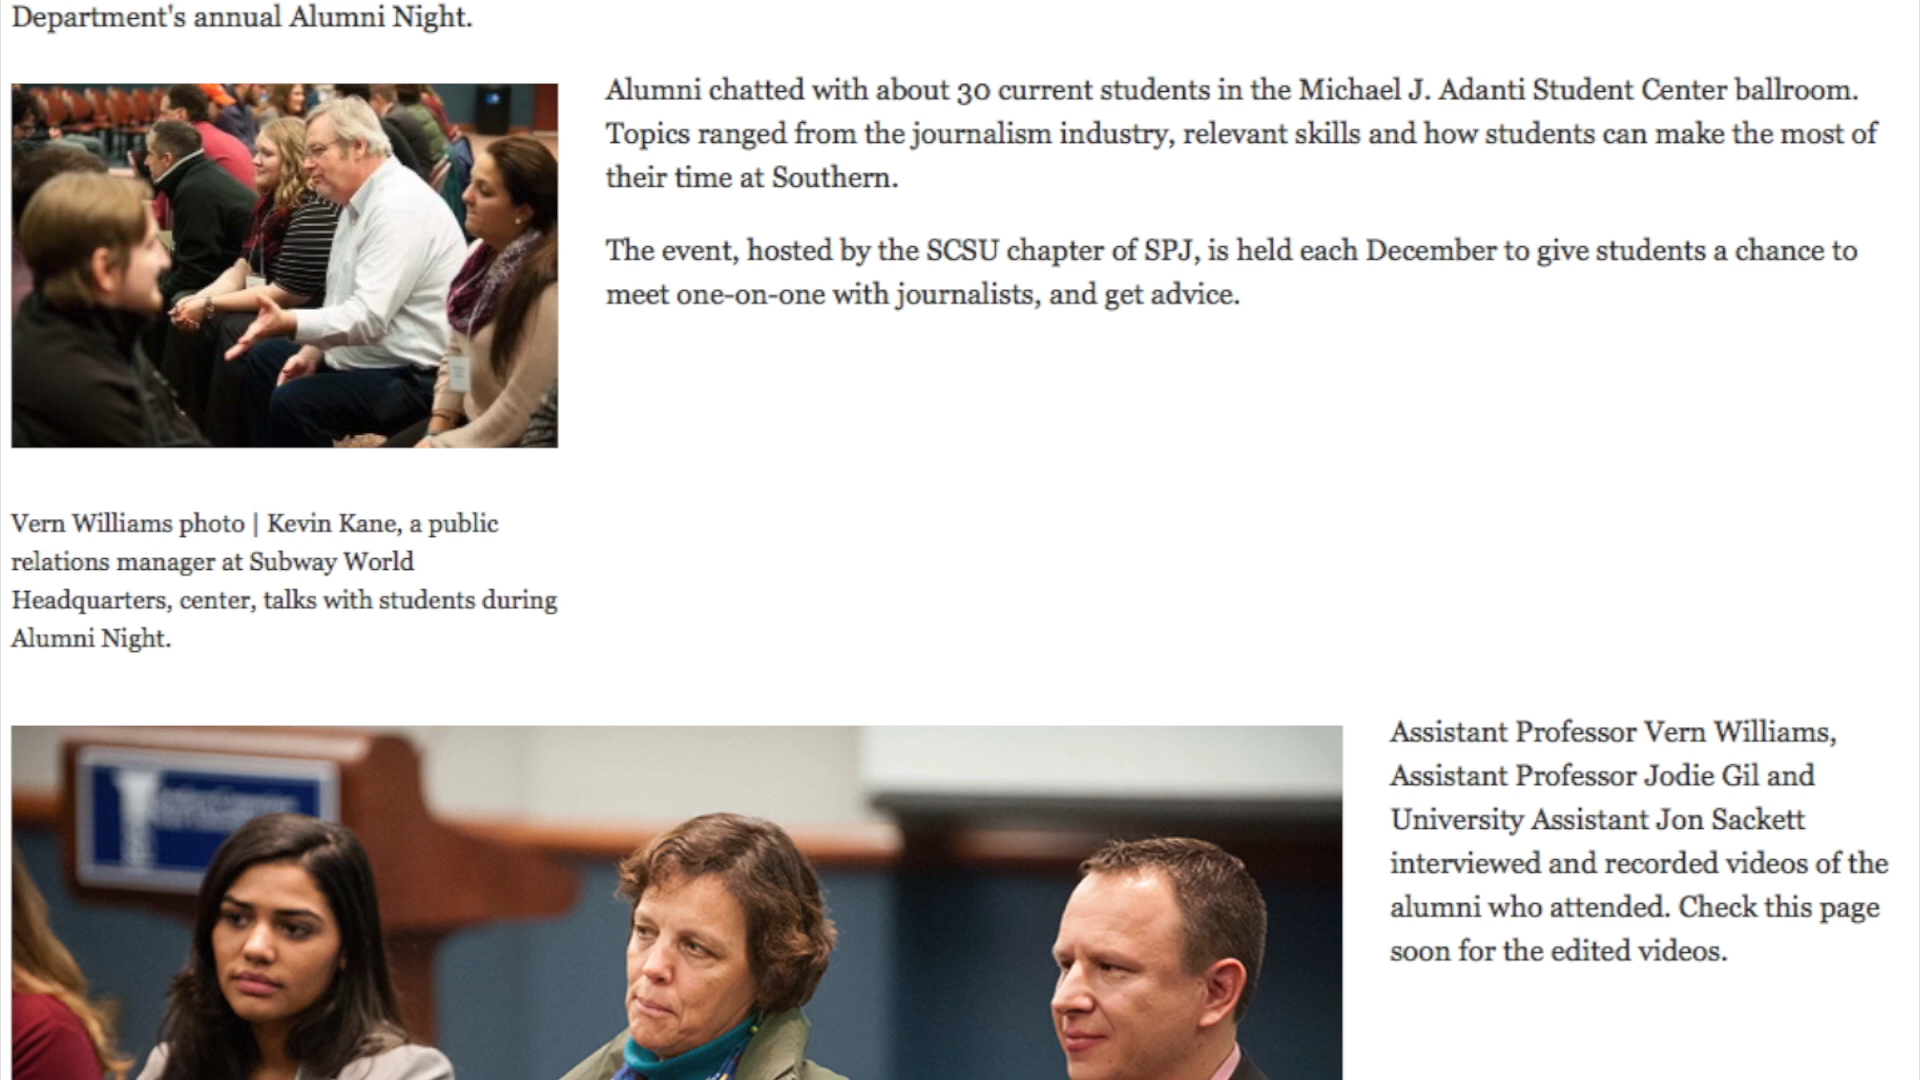 Department's annual Alumni Night.
Alumni chatted with about 30 current students in the Michael J. Adanti Student Center ballroom.
Topics ranged from the journalism industry, relevant skills and how students can make the most of
their time at Southern.
The event, hosted by the SCSU chapter of SPJ, is held each December to give students a chance to
meet one-on-one with journalists, and get advice.
Vern Williams photo | Kevin Kane, a public
relations manager at Subway World
Headquarters, center, talks with students during
Alumni Night.
Assistant Professor Vern Williams,
Assistant Professor Jodie Gil and
University Assistant Jon Sackett
interviewed and recorded videos of the
alumni who attended. Check this page
soon for the edited videos.